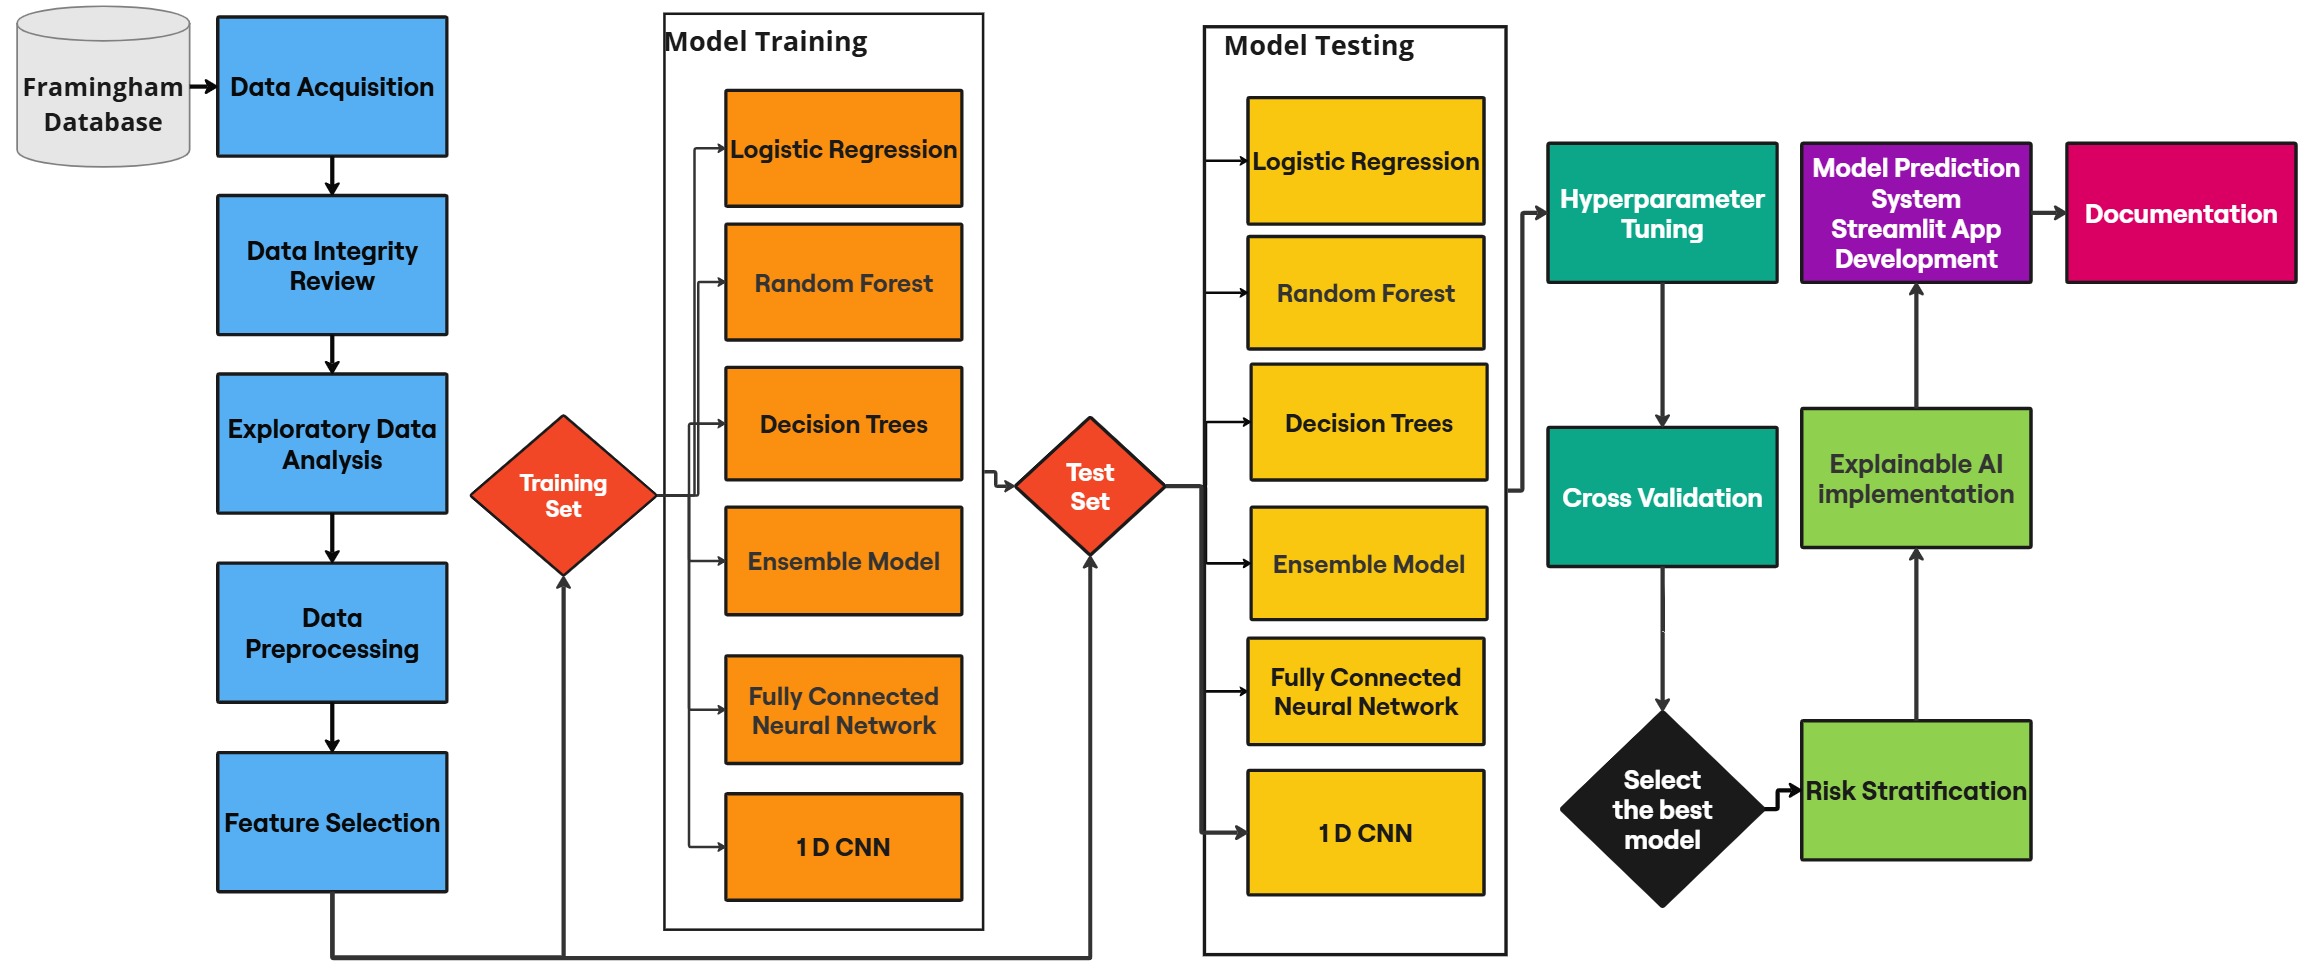 Framingham
Database
Data Acquisition
Data Integrity
Review
Exploratory Data
Analysis
Data
Preprocessing
Feature Selection
Training
Set
Model Training
Logistic Regression
Random Forest
Decision Trees
Ensemble Model
Fully Connected
Neural Network
1 D CNN
Test
Set
Model Testing
Logistic Regression
Random Forest
Decision Trees
Ensemble Model
Fully Connected
Neural Network
1 D CNN
Hyperparameter
Tuning
Cross Validation
Select
the best
model
Risk Stratification
Explainable AI
implementation
Model Prediction
System
Streamlit App
Development
Documentation